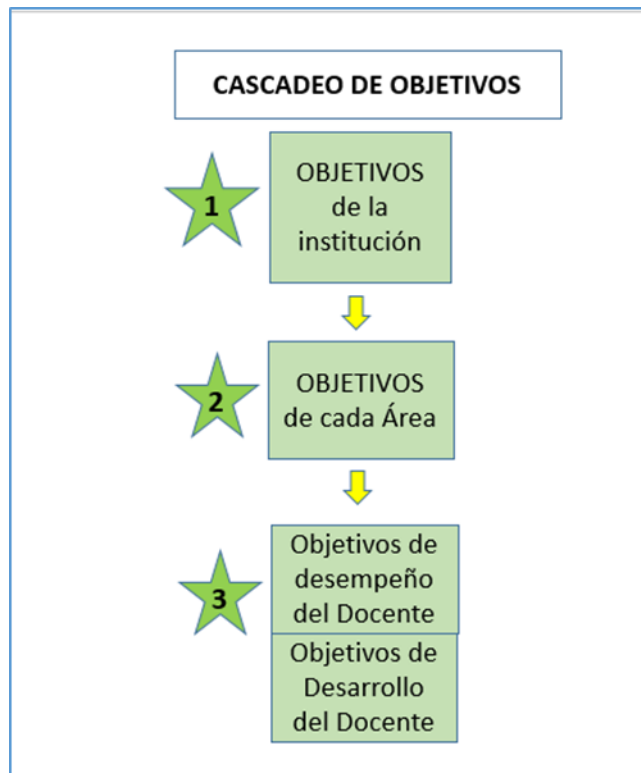 CASCADEO DE OBJETIVOS
1
OBJETIVOS
de la
institución
2
OBJETIVOS
de cada Área
3
Objetivos de
desempeño
del Docente
Objetivos de
Desarrollo
del Docente